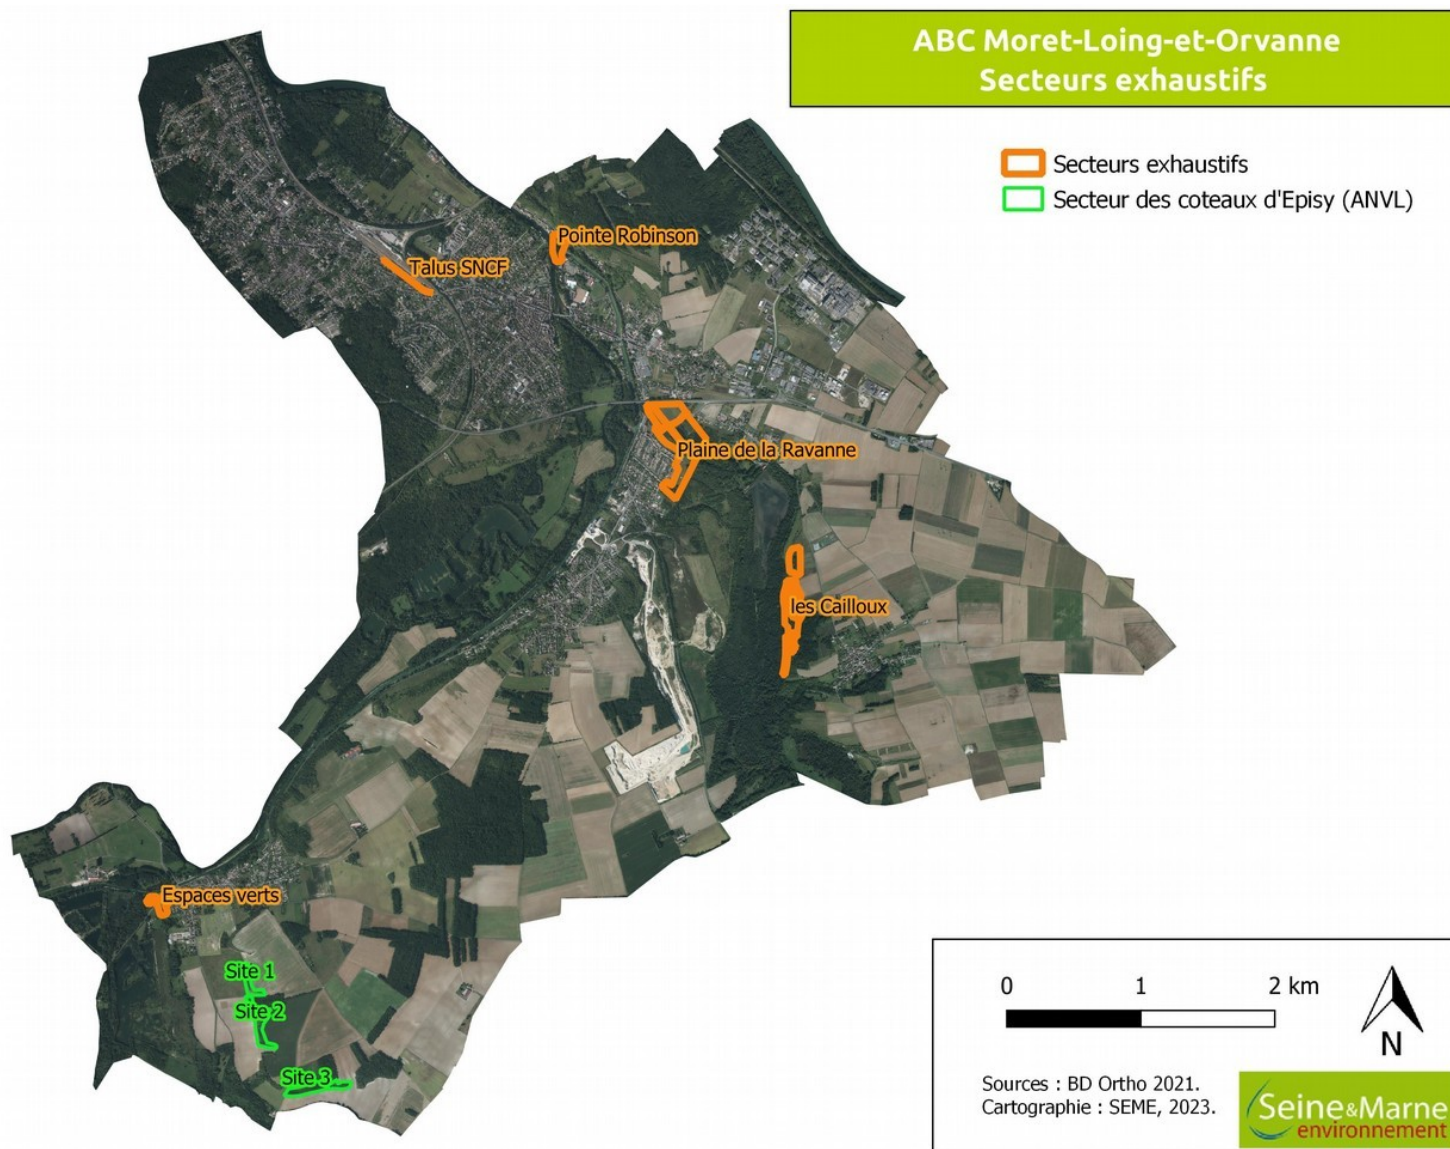 ABC Moret-Loing-et-Orvanne
Secteurs exhaustifs
Secteurs exhaustifs
Secteur des coteaux d'Episy (ANVL)
Pointe Robinson
Talus SNCF
Plaine de la Ravanne
les Cailloux
Espaces verts
Site 1
Site 2
Site 3
0 1 2 km
N
Sources : BD Ortho 2021.
Cartographie : SEME, 2023.
Seine&Marne
environnement